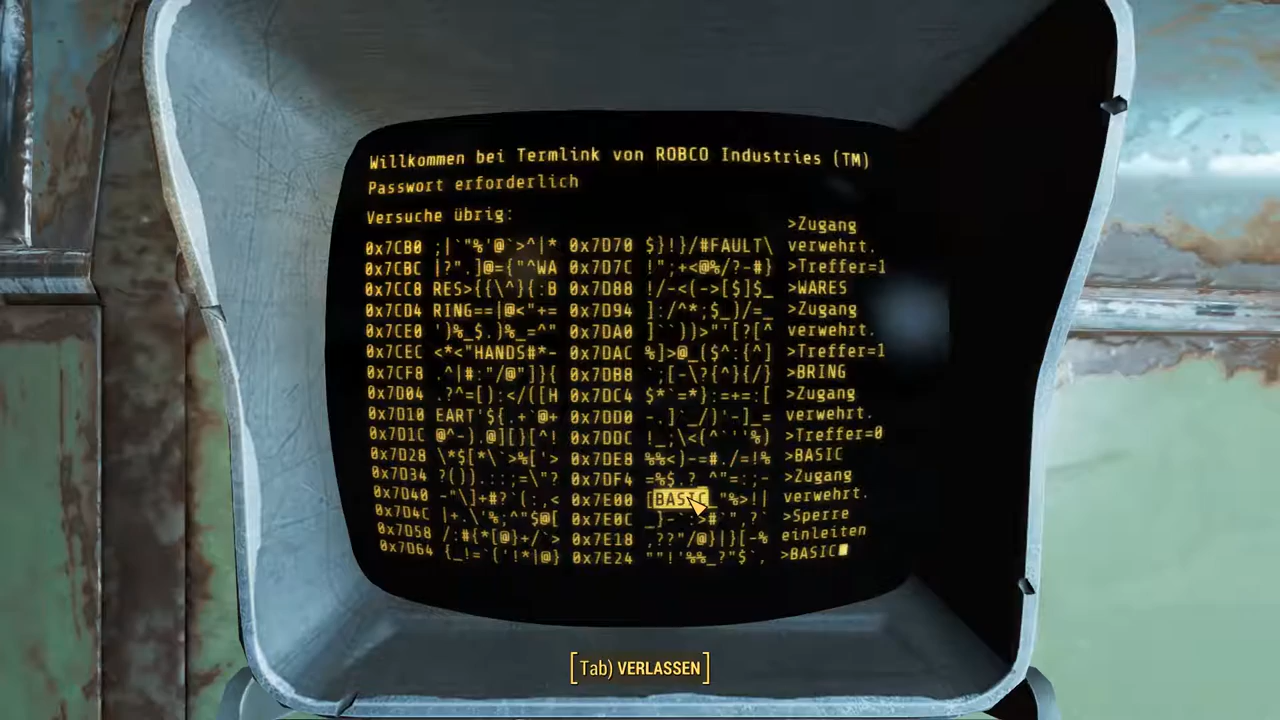 Willkommen bei Termlink von ROBCO Industries (TM)
Passwort erforderlich
Versuche übrig:
0x7CB0 ;|`"%'@`>^|* 0x7D70 $}!}/#FAULT\
0x7CBC |?".]@={"^WA 0x7D7C !";+<@%/?-#}
0x7CC8 RES>{{\^}{:B 0x7D88 !/-<(->[$]$_
0x7CD4 RING==|@<"+= 0x7D94 ]:/^*;$_)/=_
0x7CE0 ')%_$.)%_=^" 0x7DA0 ]``))>"'[?[^
0x7CEC <*<"HANDS#*- 0x7DAC %]>@_($^:{^]
0x7CF8 .^|#:"/@"]}{ 0x7DB8 `;[-\?{^}{/}
0x7D04 .?^=[):</([H 0x7DC4 $*`=*}:=+=:[
0x7D10 EART'${.+`@+ 0x7DD0 -.]`_/)'-]_=
0x7D1C @^-).@][}[^! 0x7DDC !_;\<(^```%)
0x7D28 \*$[*\`>%['> 0x7DE8 %%<)-=#./=!%
0x7D34 ?()).::;=\"? 0x7DF4 =%$.?_^"=:;-
0x7D40 -"\]+#?`(:,< 0x7E00 [BASIC_"%>!|
0x7D4C |+.\'%;^"$@[ 0x7E0C _}-`:>#`",?`
0x7D58 /:#{*[@}+/`> 0x7E18 ,??"/@}|}[-%
0x7D64 {_!=`('!*|@} 0x7E24 ""!'%%_?"$`,
>Zugang
verwehrt.
>Treffer=1
>WARES
>Zugang
verwehrt.
>Treffer=1
>BRING
>Zugang
verwehrt.
>Treffer=0
>BASIC
>Zugang
verwehrt.
>Sperre
einleiten
>BASIC
[Tab) VERLASSEN]